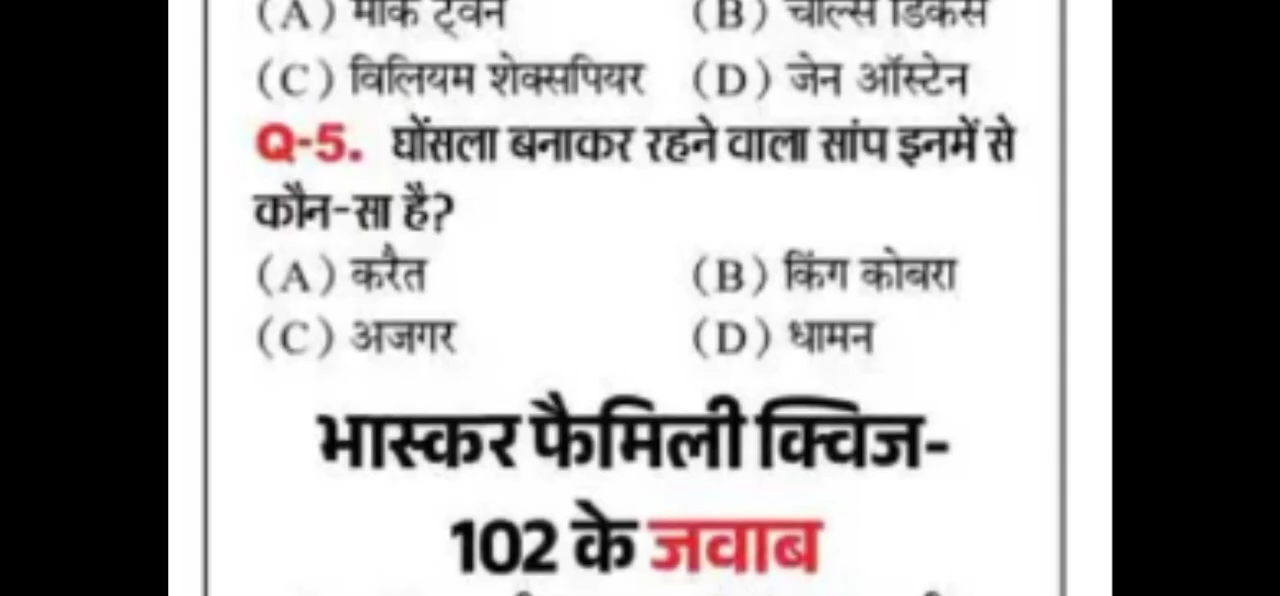 (A) मार्क ट्वेन (B) चार्ल्स डिकेंस
(C) विलियम शेक्सपियर (D) जेन ऑस्टेन
Q-5. घोंसला बनाकर रहने वाला सांप इनमें से
कौन-सा है?
(A) करैत (B) किंग कोबरा
(C) अजगर (D) धामन
भास्कर फैमिली क्विज-
102 के जवाब